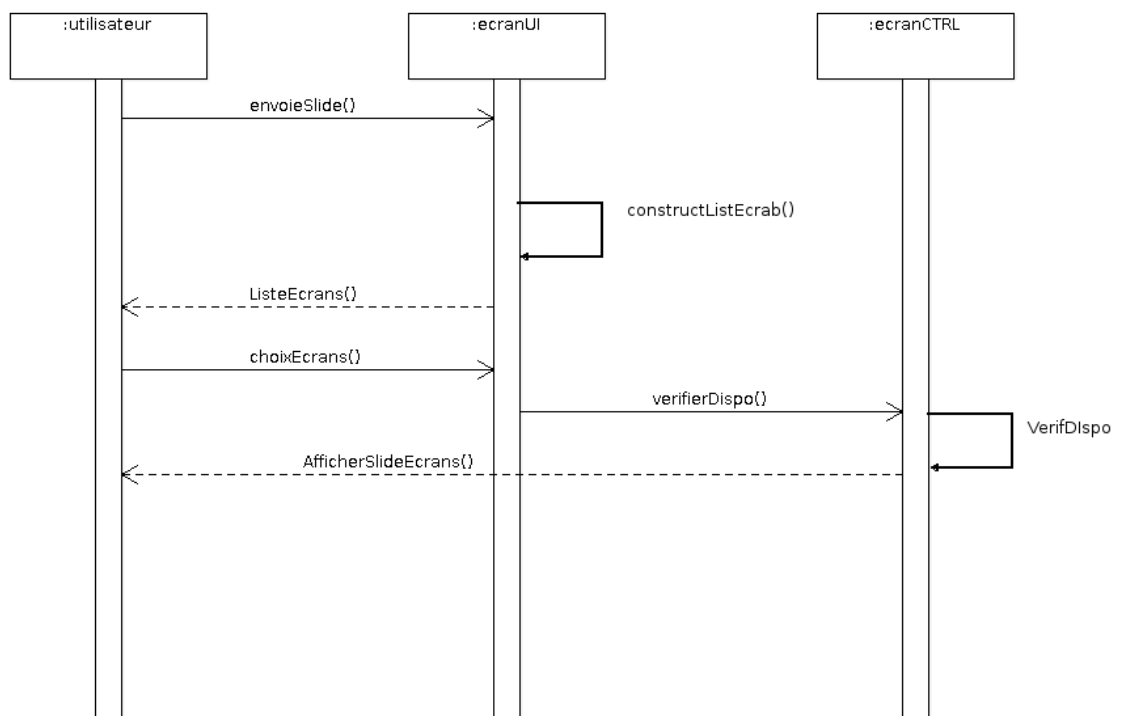 :utilisateur
:ecranUI
:ecranCTRL
envoieSlide()
constructListEcrab()
ListeEcrans()
choixEcrans()
verifierDispo()
VerifDIspo
AfficherSlideEcrans()